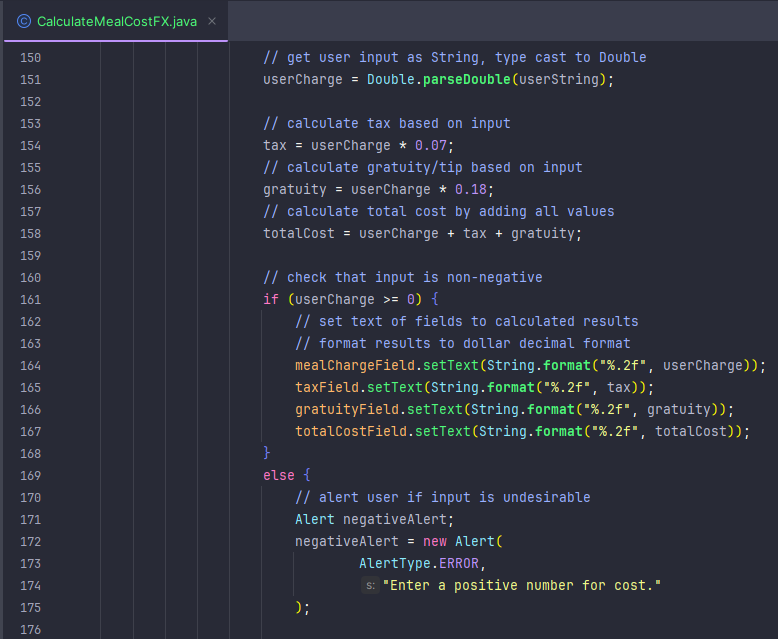 CalculateMealCostFX.java
150 // get user input as String, type cast to Double
151 userCharge = Double.parseDouble(userString);
152
153 // calculate tax based on input
154 tax = userCharge * 0.07;
155 // calculate gratuity/tip based on input
156 gratuity = userCharge * 0.18;
157 // calculate total cost by adding all values
158 totalCost = userCharge + tax + gratuity;
159
160 // check that input is non-negative
161 if (userCharge >= 0) {
162 // set text of fields to calculated results
163 // format results to dollar decimal format
164 mealChargeField.setText(String.format("%.2f", userCharge));
165 taxField.setText(String.format("%.2f", tax));
166 gratuityField.setText(String.format("%.2f", gratuity));
167 totalCostField.setText(String.format("%.2f", totalCost));
168 }
169 else {
170 // alert user if input is undesirable
171 Alert negativeAlert;
172 negativeAlert = new Alert(
173 AlertType.ERROR,
174 s: "Enter a positive number for cost."
175 );
176